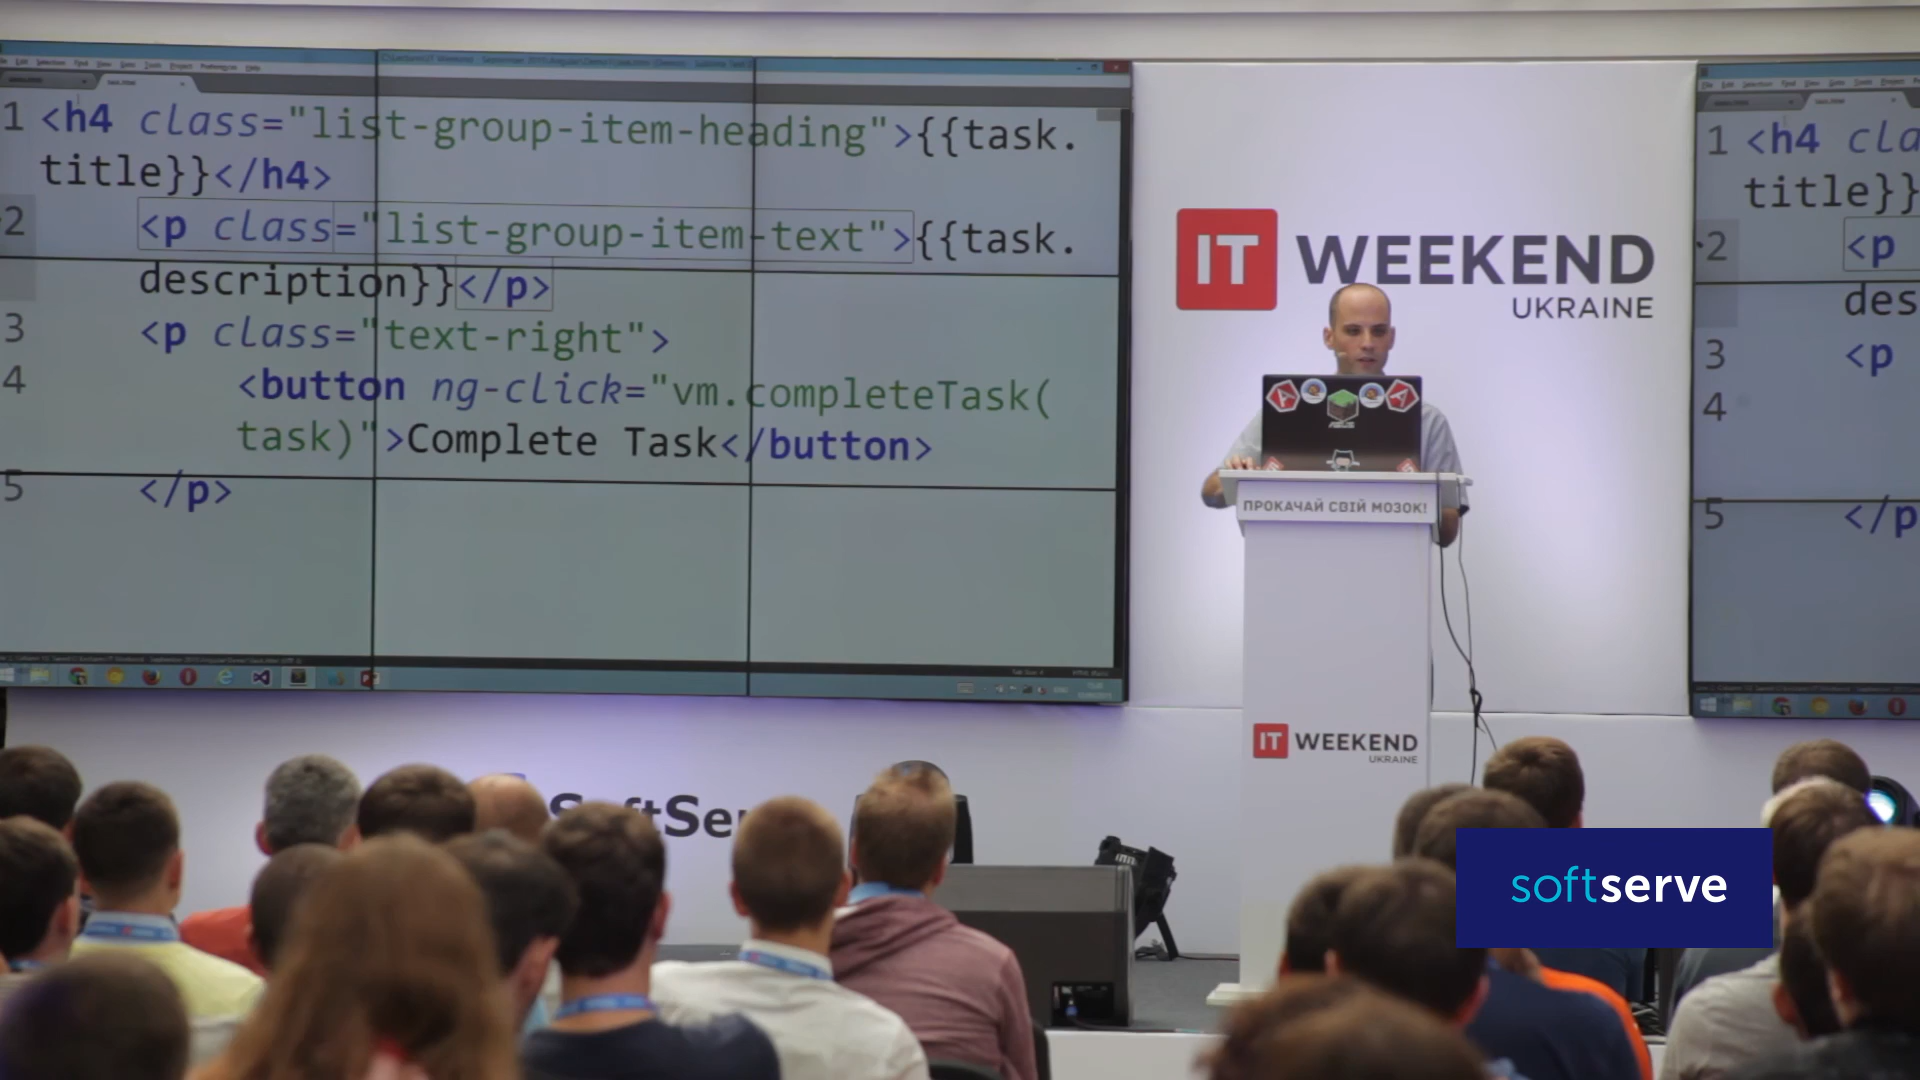 1 <h4 class="list-group-item-heading">{{task.
title}}</h4>
2 <p class="list-group-item-text">{{task.
description}}</p>
3 <p class="text-right">
4 <button ng-click="vm.completeTask(
task)">Complete Task</button>
5 </p>
IT WEEKEND
UKRAINE
ПРОКАЧАЙ СВІЙ МОЗОК!
IT WEEKEND
UKRAINE
1 <h4 cla
title}}
2 <p
des
3 <p
4
5 </p
SoftSer
softserve